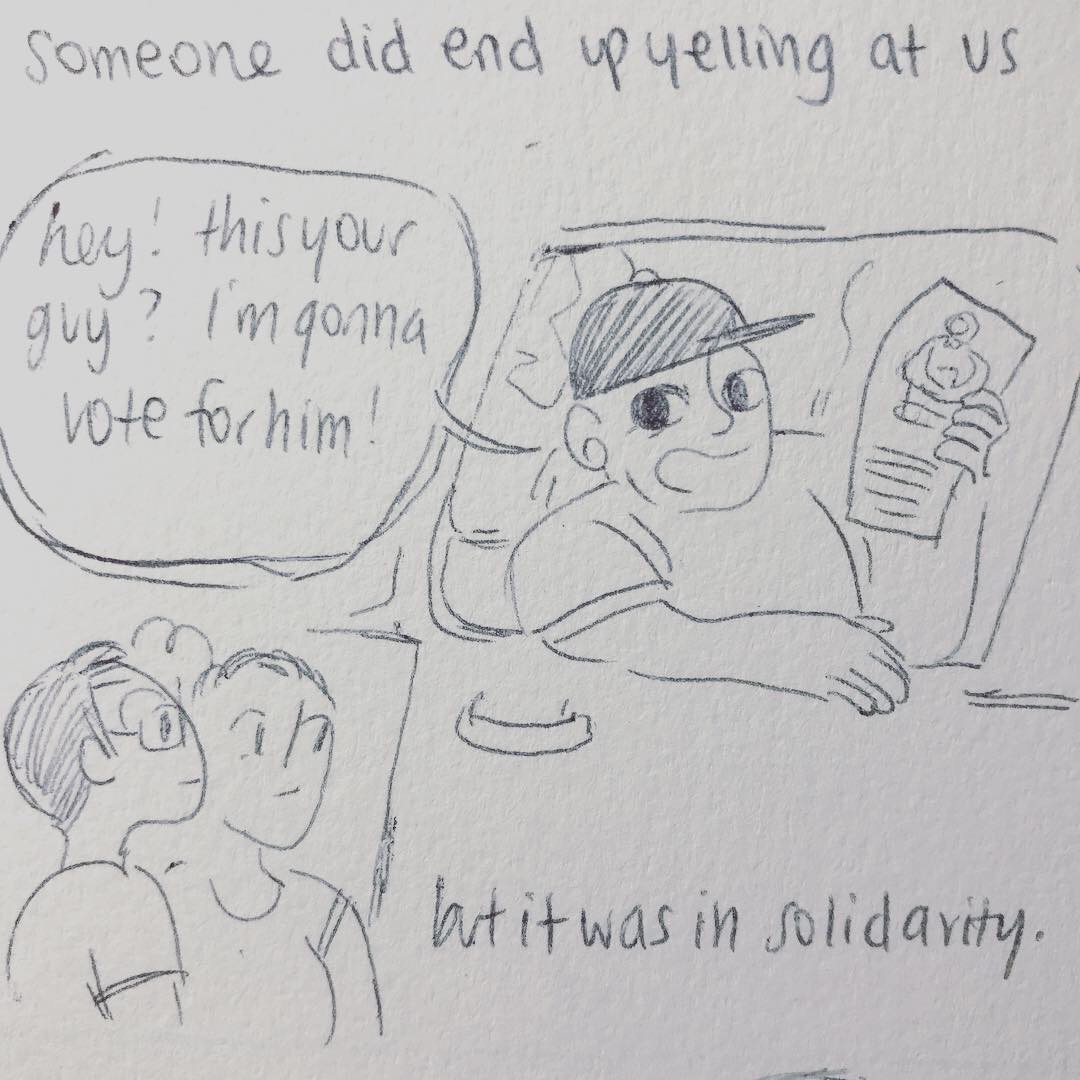 someone did end up yelling at us
hey! this your
guy? I'm gonna
vote for him!
but it was in solidarity.